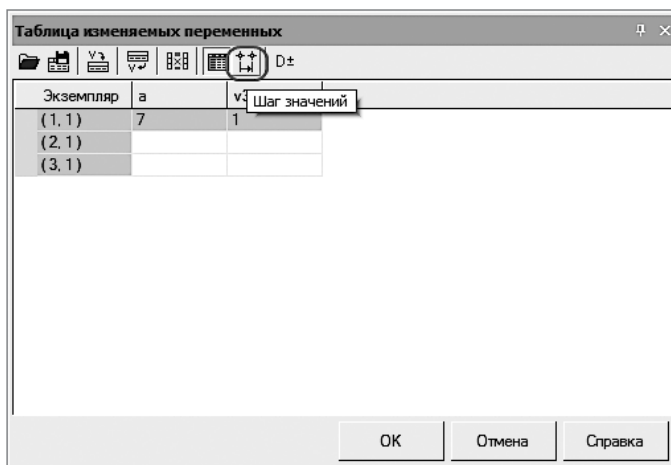 Таблица изменяемых переменных
D±
Экземпляр a
Шаг значений
(1, 1) 7 1
(2, 1)
(3, 1)
OK Отмена Справка